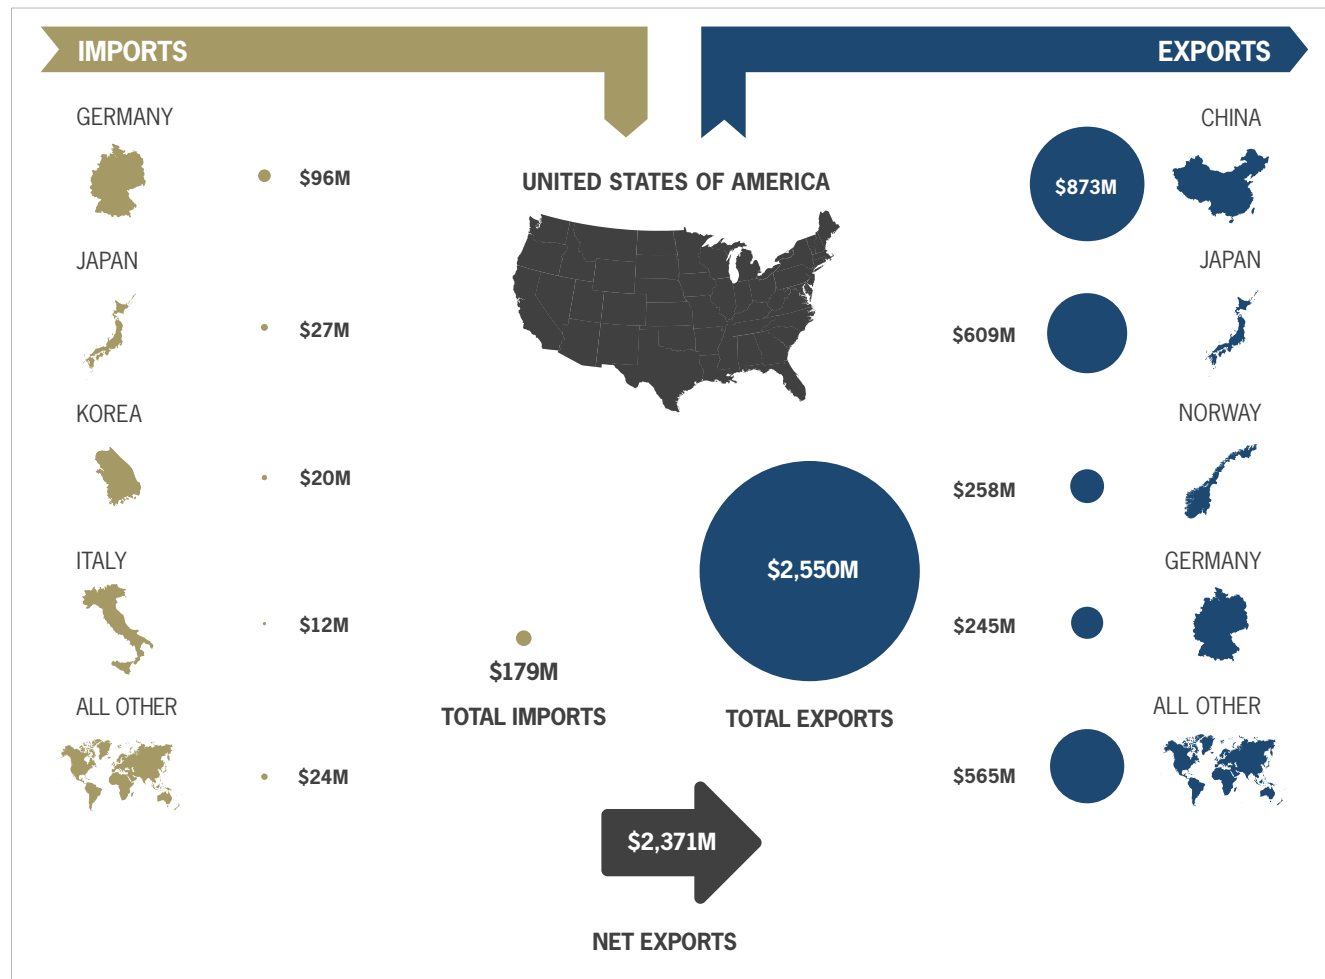 IMPORTS
GERMANY
$96M
JAPAN
$27M
KOREA
$20M
ITALY
$12M
ALL OTHER
$24M
UNITED STATES OF AMERICA
$179M
TOTAL IMPORTS
$2,550M
TOTAL EXPORTS
$2,371M
NET EXPORTS
EXPORTS
CHINA
$873M
JAPAN
$609M
NORWAY
$258M
GERMANY
$245M
ALL OTHER
$565M